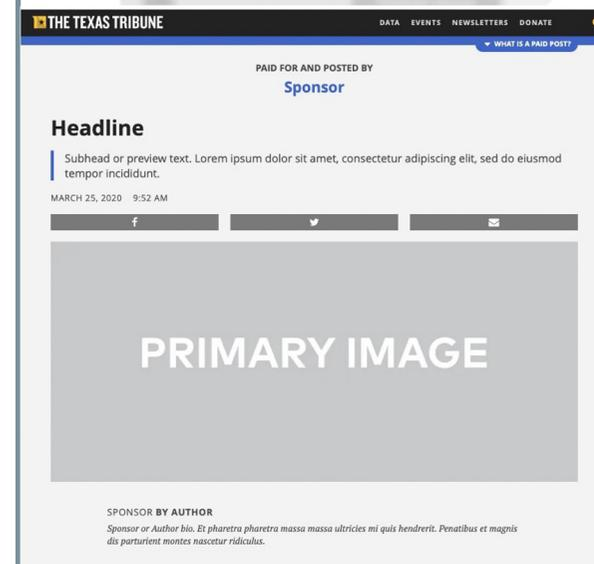 THE TEXAS TRIBUNE
DATA EVENTS NEWSLETTERS DONATE
WHAT IS A PAID POST?
PAID FOR AND POSTED BY
Sponsor
Headline
Subhead or preview text. Lorem ipsum dolor sit amet, consectetur adipiscing elit, sed do eiusmod
tempor incididunt.
MARCH 25, 2020 9:52 AM
PRIMARY IMAGE
SPONSOR BY AUTHOR
Sponsor or Author bio. Et pharetra pharetra massa massa ultricies mi quis hendrerit. Penatibus et magnis
dis parturient montes nascetur ridiculus.